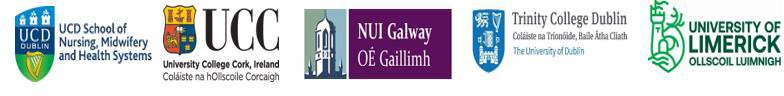 UCD
DUBLIN
UCD School of
Nursing, Midwifery
and Health Systems
UCC
University College Cork, Ireland
Coláiste na hOllscoile Corcaigh
NUI Galway
OÉ Gaillimh
Trinity College Dublin
Coláiste na Tríonóide, Baile Átha Cliath
The University of Dublin
UNIVERSITY OF
LIMERICK
OLLSCOIL LUIMNIGH